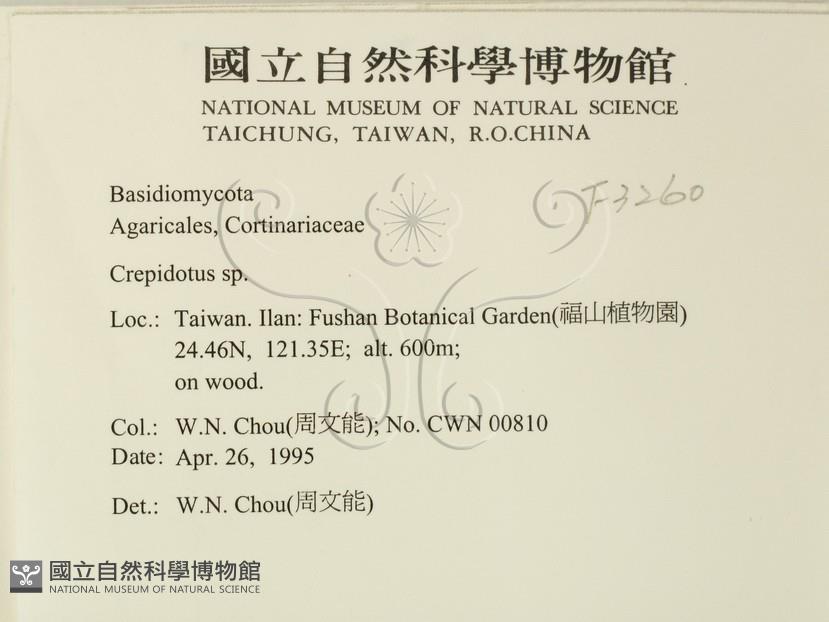 國立自然科學博物館
NATIONAL MUSEUM OF NATURAL SCIENCE
TAICHUNG, TAIWAN, R.O.CHINA
F-3260
Basidiomycota
Agaricales, Cortinariaceae
Crepidotus sp.
Loc.: Taiwan. Ilan: Fushan Botanical Garden(福山植物園)
24.46N, 121.35E; alt. 600m;
on wood.
Col.: W.N. Chou(周文能); No. CWN 00810
Date: Apr. 26, 1995
Det.: W.N. Chou(周文能)
國立自然科學博物館
NATIONAL MUSEUM OF NATURAL SCIENCE